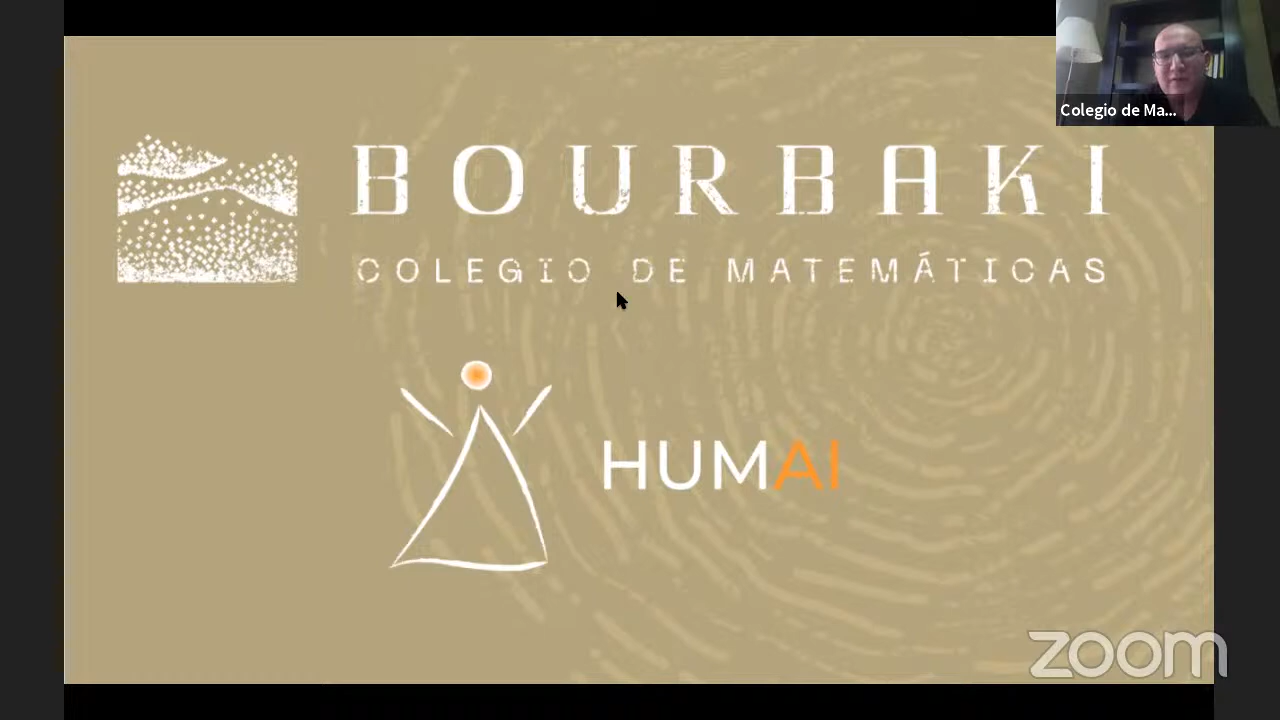 Colegio de Ma...
BOURBAKI
COLEGIO DE MATEMÁTICAS
HUMAI
zoom